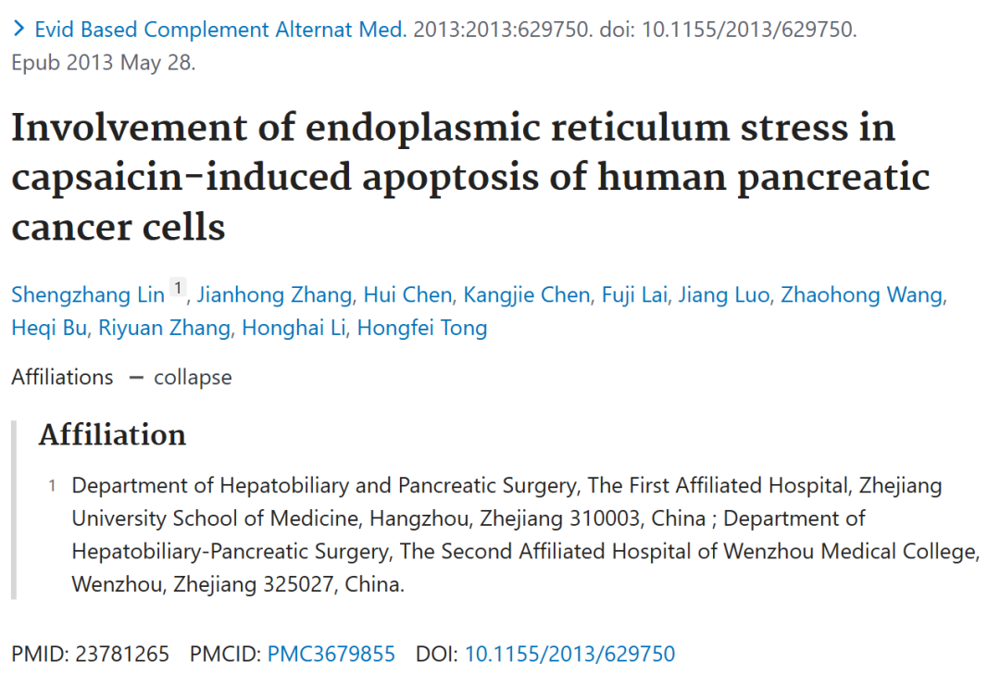 Evid Based Complement Alternat Med. 2013:2013:629750. doi: 10.1155/2013/629750.
Epub 2013 May 28.
Involvement of endoplasmic reticulum stress in
capsaicin-induced apoptosis of human pancreatic
cancer cells
Shengzhang Lin 1, Jianhong Zhang, Hui Chen, Kangjie Chen, Fuji Lai, Jiang Luo, Zhaohong Wang,
Heqi Bu, Riyuan Zhang, Honghai Li, Hongfei Tong
Affiliations — collapse
Affiliation
1 Department of Hepatobiliary and Pancreatic Surgery, The First Affiliated Hospital, Zhejiang
University School of Medicine, Hangzhou, Zhejiang 310003, China ; Department of
Hepatobiliary-Pancreatic Surgery, The Second Affiliated Hospital of Wenzhou Medical College,
Wenzhou, Zhejiang 325027, China.
PMID: 23781265 PMCID: PMC3679855 DOI: 10.1155/2013/629750